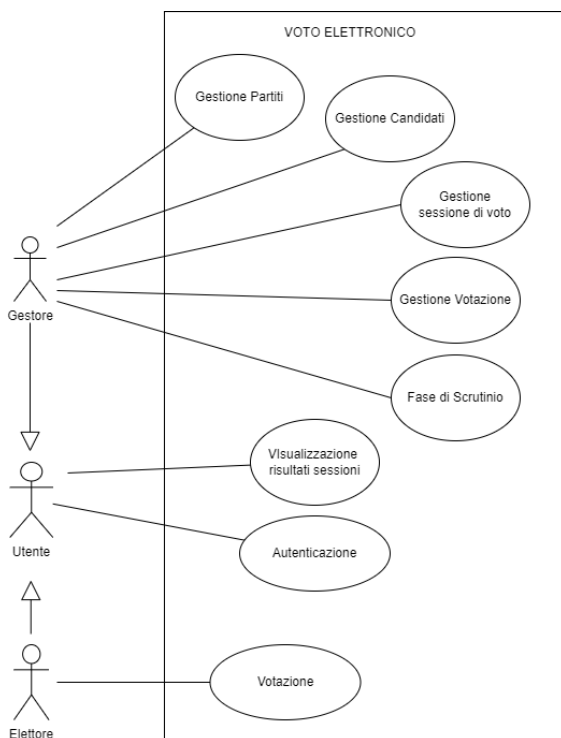 VOTO ELETTRONICO
Gestione Partiti
Gestione Candidati
Gestione
sessione di voto
Gestione Votazione
Gestore
Fase di Scrutinio
VIsualizzazione
risultati sessioni
Utente
Autenticazione
Votazione
Elettore